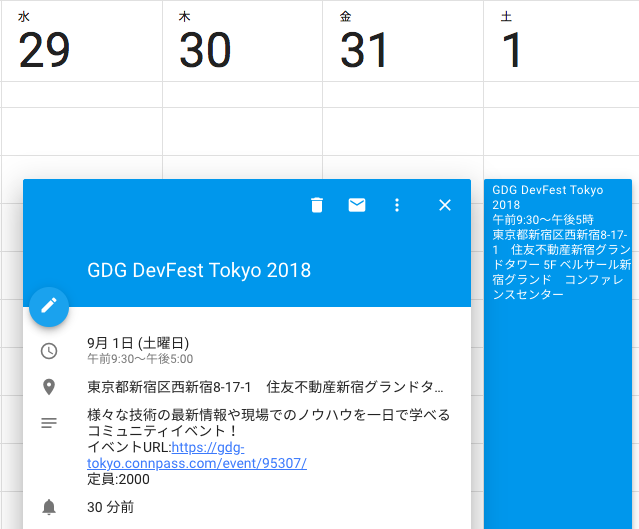 水
29
木
30
金
31
土
1
GDG DevFest Tokyo 2018
9月 1日 (土曜日)
午前9:30～午後5:00
東京都新宿区西新宿8-17-1　住友不動産新宿グランドタ…
様々な技術の最新情報や現場でのノウハウを一日で学べる
コミュニティイベント！
イベントURL:https://gdg-
tokyo.connpass.com/event/95307/
定員:2000
30 分前
GDG DevFest Tokyo
2018
午前9:30～午後5時
東京都新宿区西新宿8-17-
1　住友不動産新宿グラン
ドタワー 5F ベルサール新
宿グランド　コンファレ
ンスセンター